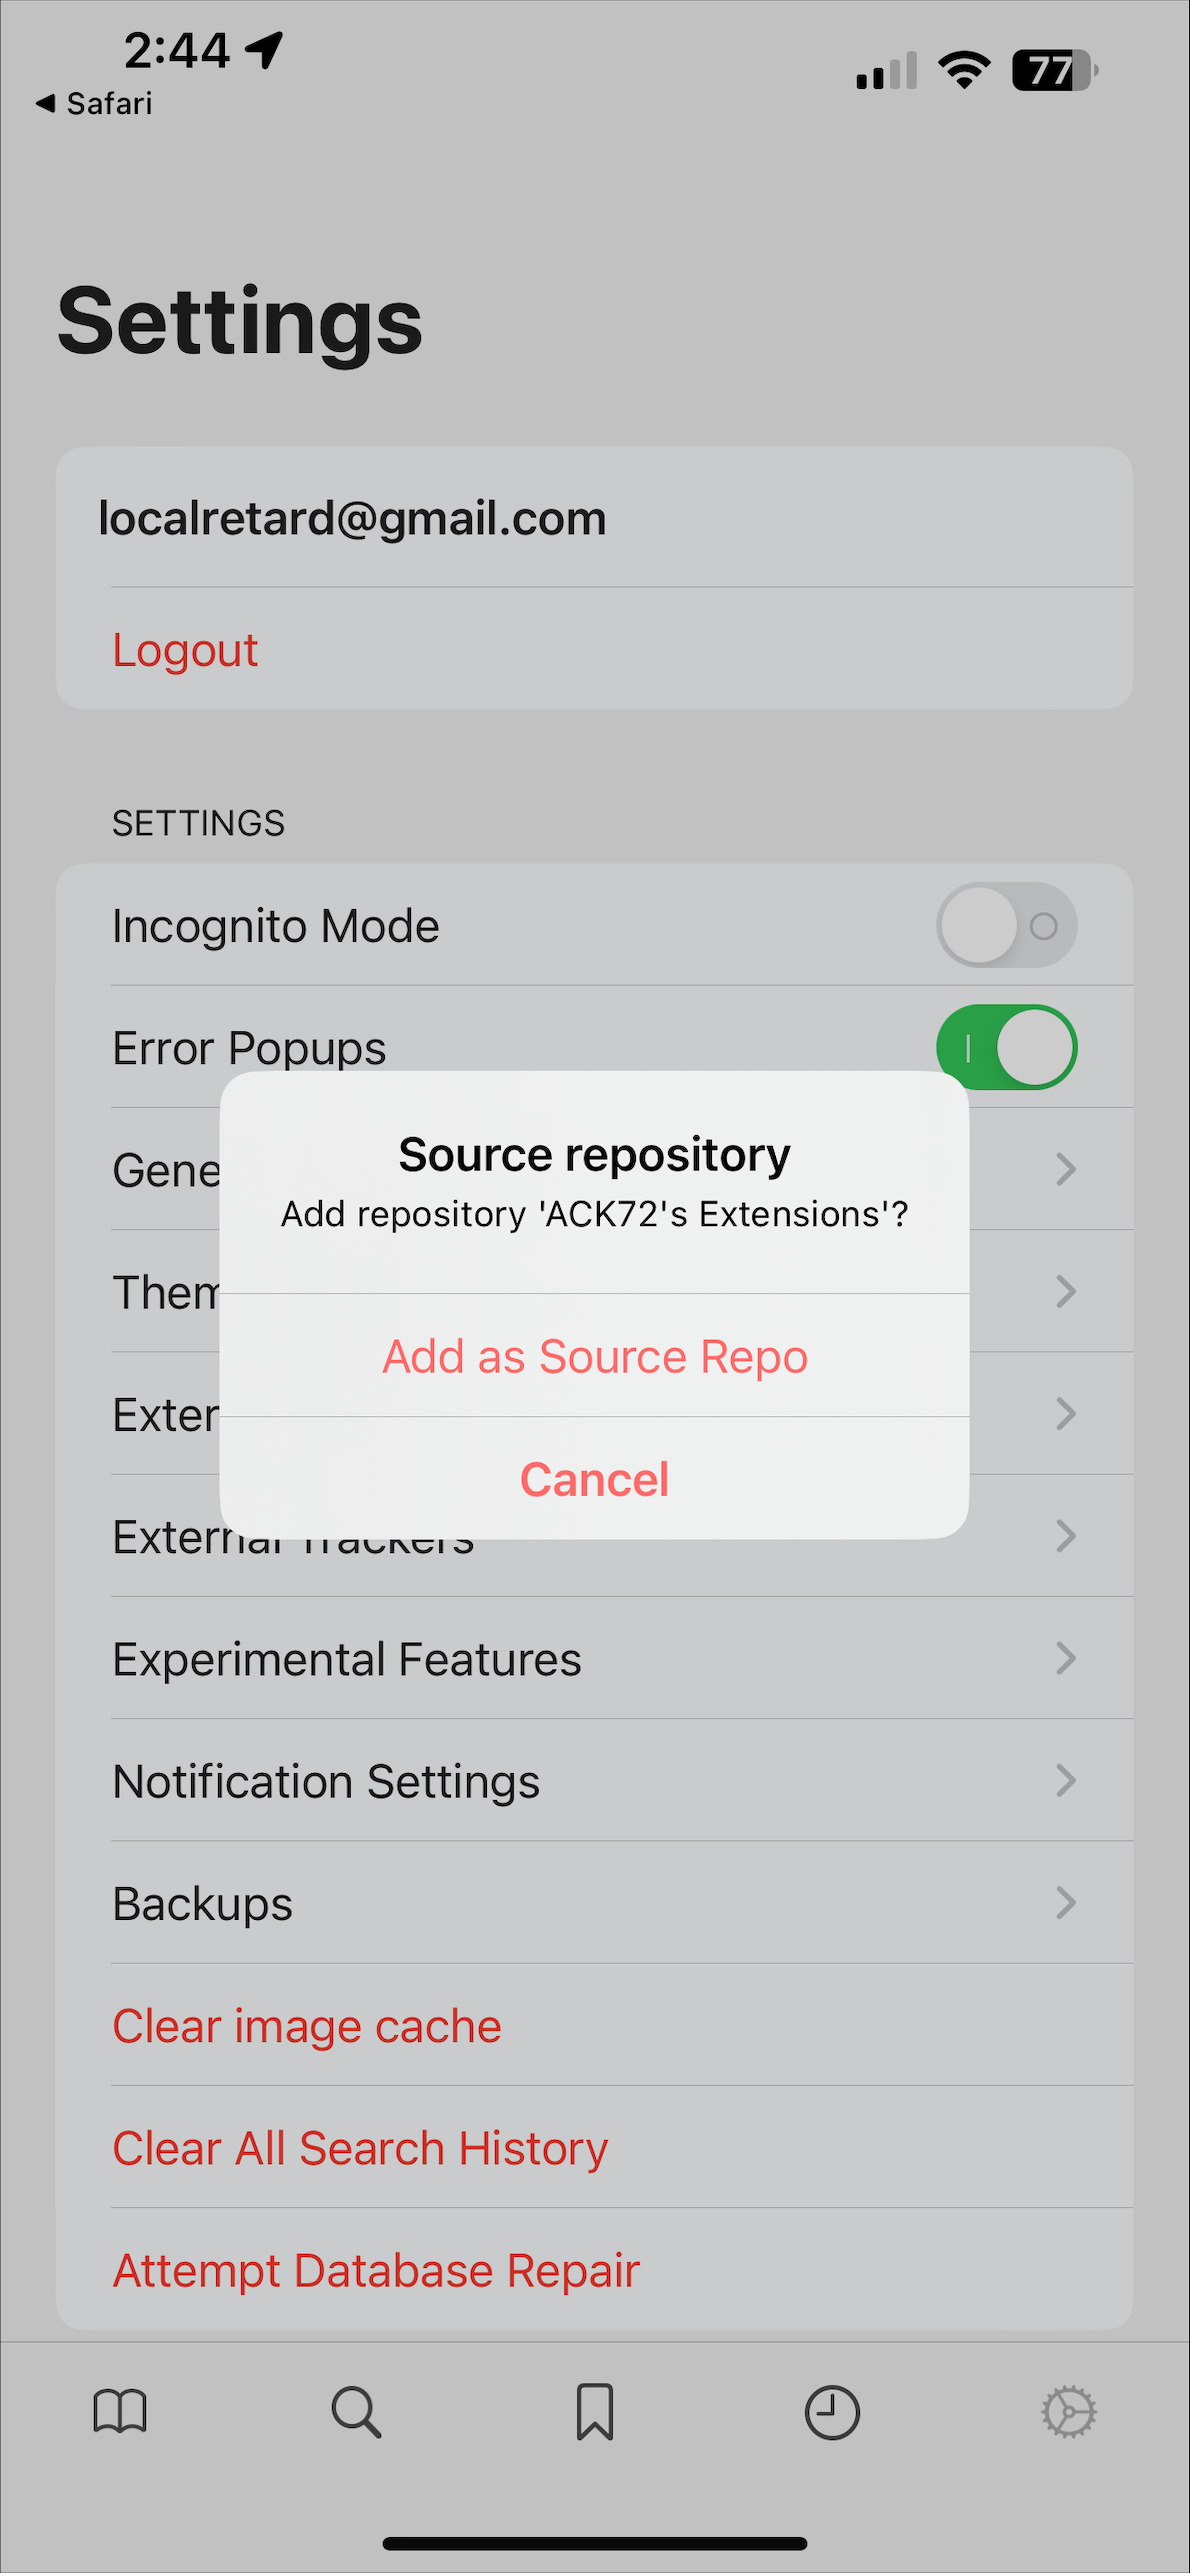 2:44
77
Safari
Settings
localretard@gmail.com
Logout
SETTINGS
Incognito Mode
Error Popups
Gene
Source repository
Add repository 'ACK72's Extensions'?
Them
Add as Source Repo
Exter
Cancel
External Trackers
Experimental Features
Notification Settings
Backups
Clear image cache
Clear All Search History
Attempt Database Repair